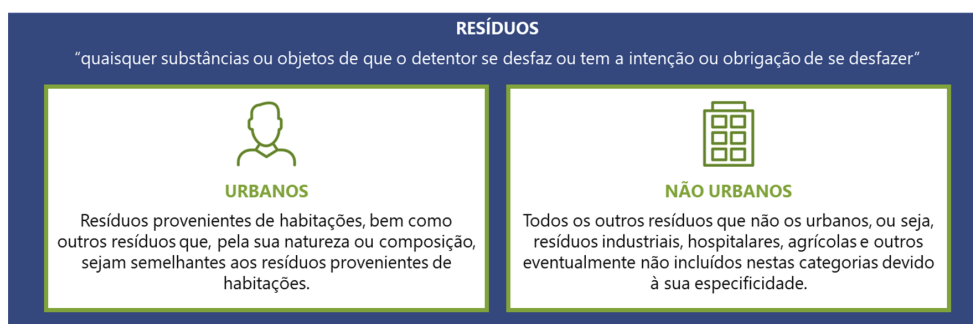 RESÍDUOS
“quaisquer substâncias ou objetos de que o detentor se desfaz ou tem a intenção ou obrigação de se desfazer”
URBANOS
Resíduos provenientes de habitações, bem como
outros resíduos que, pela sua natureza ou composição,
sejam semelhantes aos resíduos provenientes de
habitações.
NÃO URBANOS
Todos os outros resíduos que não os urbanos, ou seja,
resíduos industriais, hospitalares, agrícolas e outros
eventualmente não incluídos nestas categorias devido
à sua especificidade.